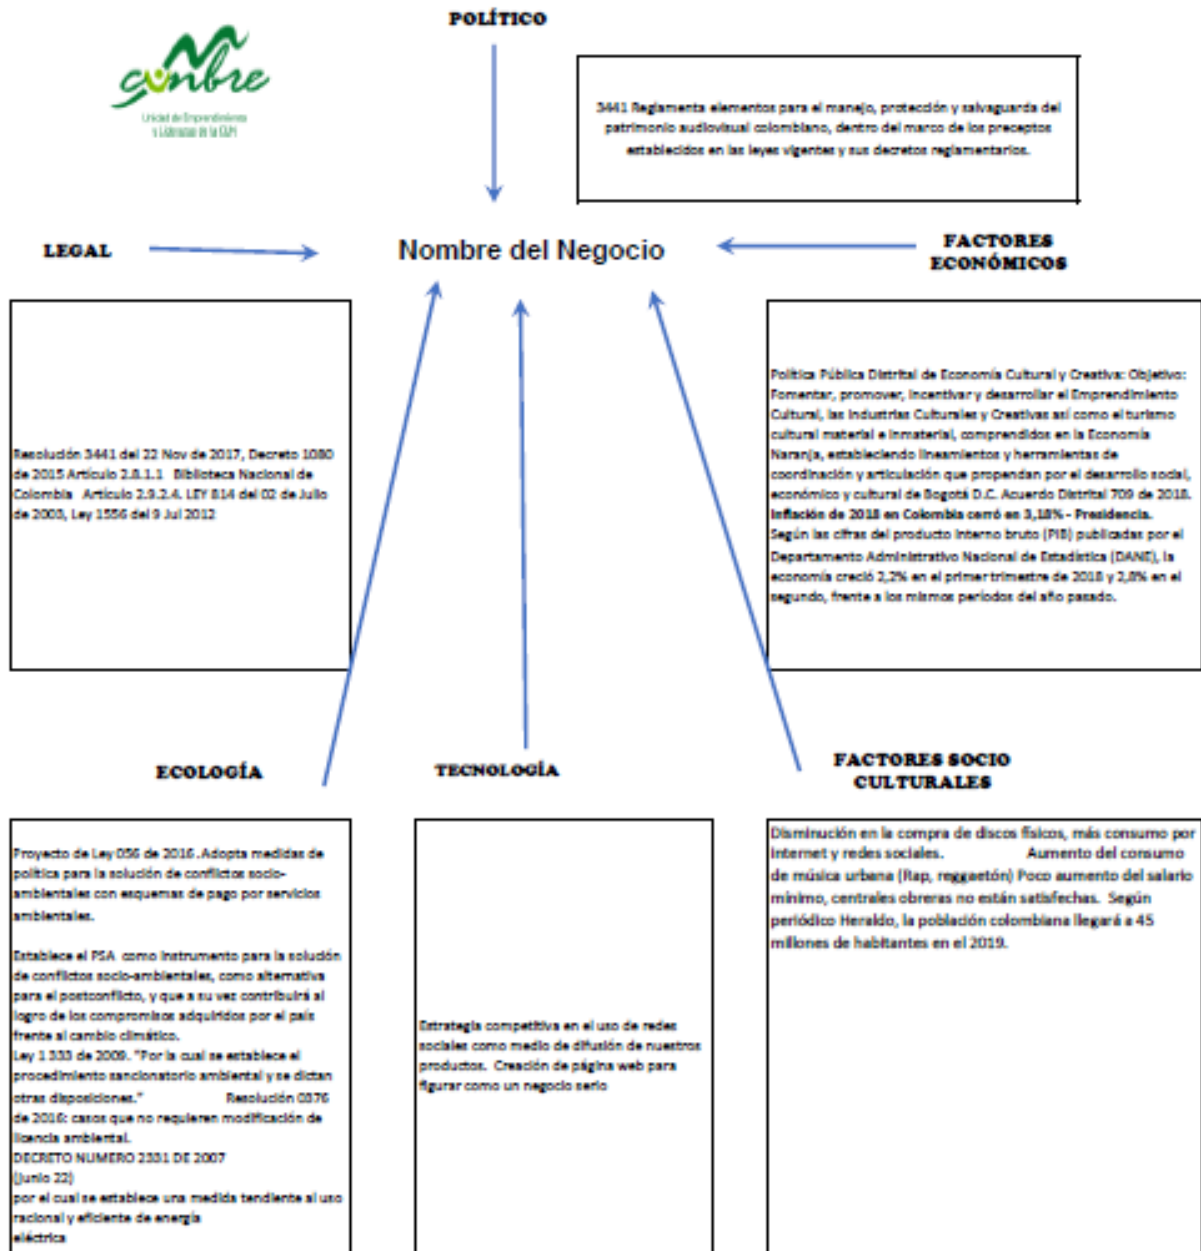 POLÍTICO
cumbre
Unidad de Emprendimiento
y Liderazgo de la
3441 Reglamenta elementos para el manejo, protección y salvaguarda del
patrimonio audiovisual colombiano, dentro del marco de los preceptos
establecidos en las leyes vigentes y sus decretos reglamentarios.
LEGAL
Nombre del Negocio
FACTORES
ECONÓMICOS
Resolución 3441 del 22 Nov de 2017, Decreto 1080
de 2015 Artículo 2.8.1.1 Biblioteca Nacional de
Colombia Artículo 2.9.2.4. LEY 814 del 02 de Julio
de 2003, Ley 1556 del 9 Jul 2012
Política Pública Distrital de Economía Cultural y Creativa: Objetivo:
Fomentar, promover, incentivar y desarrollar el Emprendimiento
Cultural, las Industrias Culturales y Creativas así como el turismo
cultural material e inmaterial, comprendidos en la Economía
Naranja, estableciendo lineamientos y herramientas de
coordinación y articulación que propendan por el desarrollo social,
económico y cultural de Bogotá D.C. Acuerdo Distrital 709 de 2018.
Inflación de 2018 en Colombia cerró en 3,18% - Presidencia.
Según las cifras del producto interno bruto (PIB) publicadas por el
Departamento Administrativo Nacional de Estadística (DANE), la
economía creció 2,2% en el primer trimestre de 2018 y 2,8% en el
segundo, frente a los mismos períodos del año pasado.
ECOLOGÍA
TECNOLOGÍA
FACTORES SOCIO
CULTURALES
Proyecto de Ley 056 de 2016. Adopta medidas de
política para la solución de conflictos socio-
ambientales con esquemas de pago por servicios
ambientales.
Establece el PSA como instrumento para la solución
de conflictos socio-ambientales, como alternativa
para el postconflicto, y que a su vez contribuirá al
logro de los compromisos adquiridos por el país
frente al cambio climático.
Ley 1 333 de 2009. "Por la cual se establece el
procedimiento sancionatorio ambiental y se dictan
otras disposiciones." Resolución 0376
de 2016: casos que no requieren modificación de
licencia ambiental.
DECRETO NUMERO 2331 DE 2007
(Junio 22)
por el cual se establece una medida tendiente al uso
racional y eficiente de energía
eléctrica
Estrategia competitiva en el uso de redes
sociales como medio de difusión de nuestros
productos. Creación de página web para
figurar como un negocio serio
Disminución en la compra de discos físicos, más consumo por
internet y redes sociales. Aumento del consumo
de música urbana (Rap, reggaetón) Poco aumento del salario
mínimo, centrales obreras no están satisfechas. Según
periódico Heraldo, la población colombiana llegará a 45
millones de habitantes en el 2019.